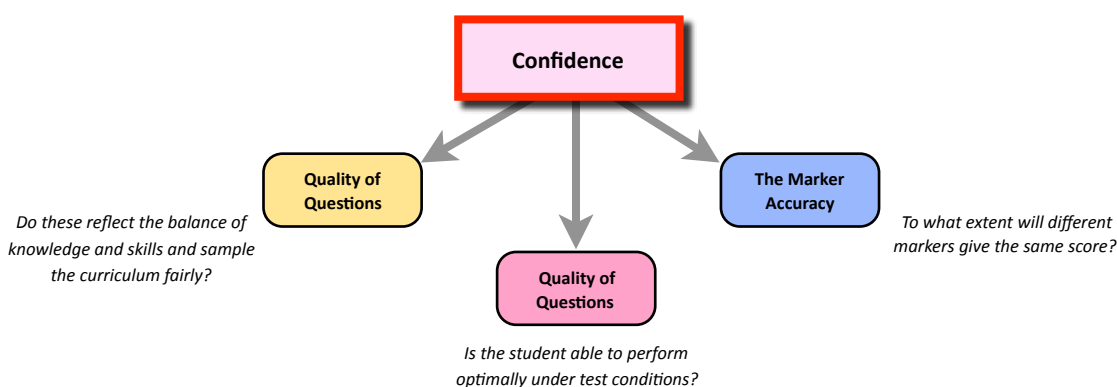 Confidence
Quality of
Questions
Do these reflect the balance of
knowledge and skills and sample
the curriculum fairly?
Quality of
Questions
Is the student able to perform
optimally under test conditions?
The Marker
Accuracy
To what extent will different
markers give the same score?